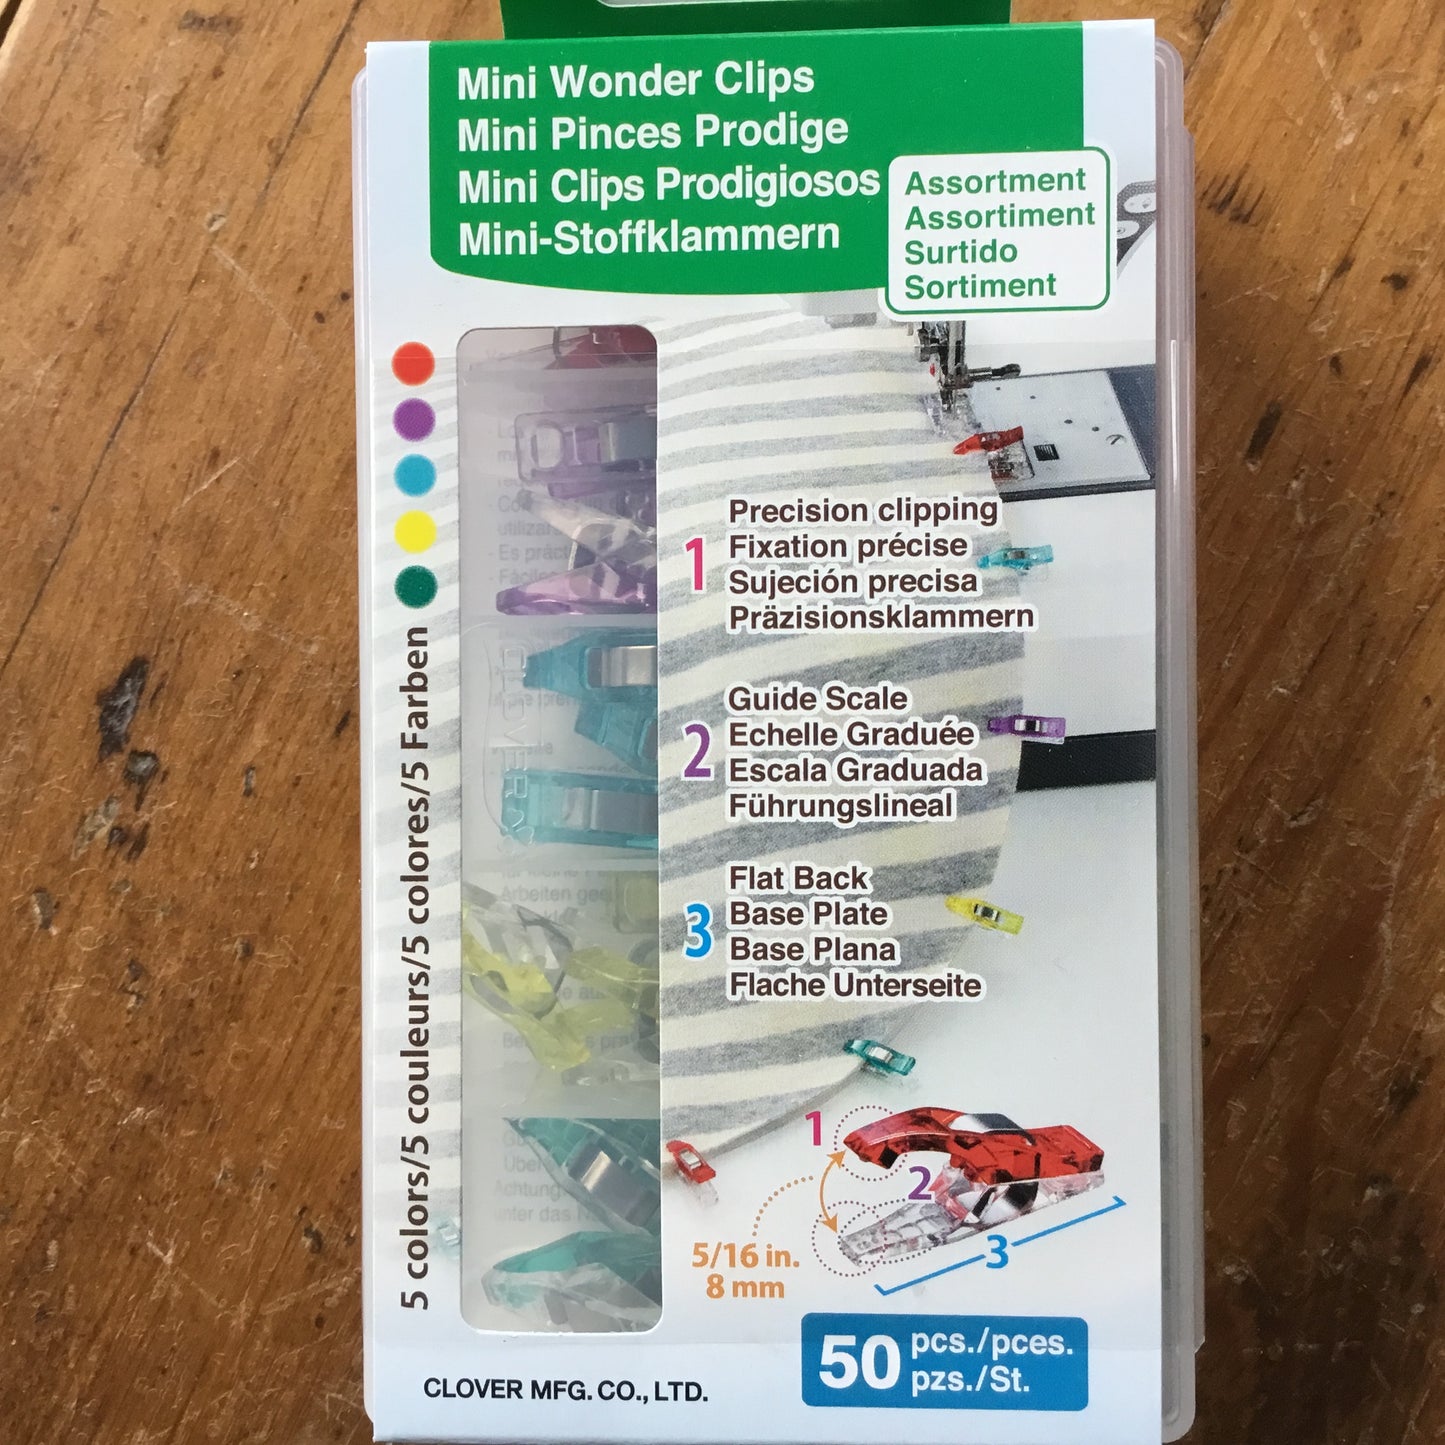 Mini Wonder Clips
Mini Pinces Prodige
Mini Clips Prodigiosos
Mini-Stoffklammern
Assortment
Assortiment
Surtido
Sortiment
5 colors/5 couleurs/5 colores/5 Farben
1
Precision clipping
Fixation précise
Sujeción precisa
Präzisionsklammern
2
Guide Scale
Echelle Graduée
Escala Graduada
Führungslineal
3
Flat Back
Base Plate
Base Plana
Flache Unterseite
CLOVER
Arbeiten
1
2
3
5/16 in.
8 mm
50 pcs./pces.
pzs./St.
CLOVER MFG. CO., LTD.